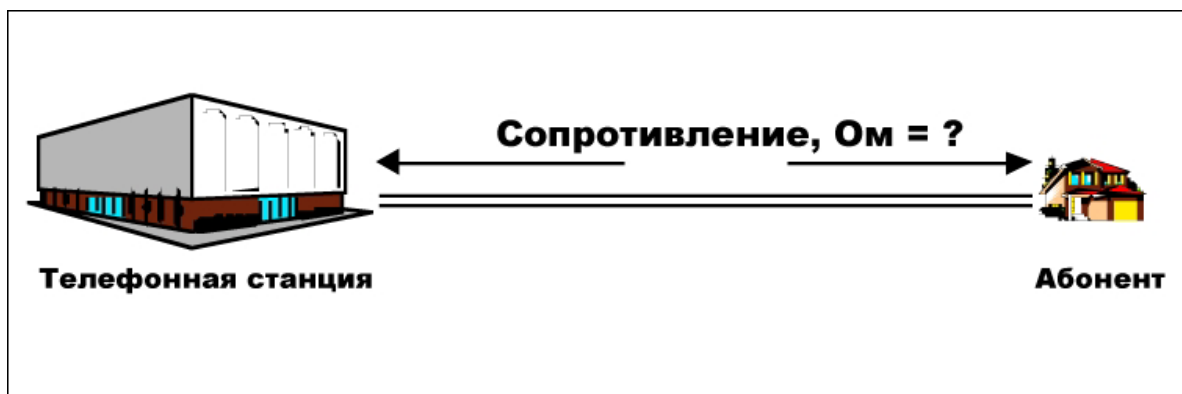 Сопротивление, Ом = ?
Телефонная станция
Абонент